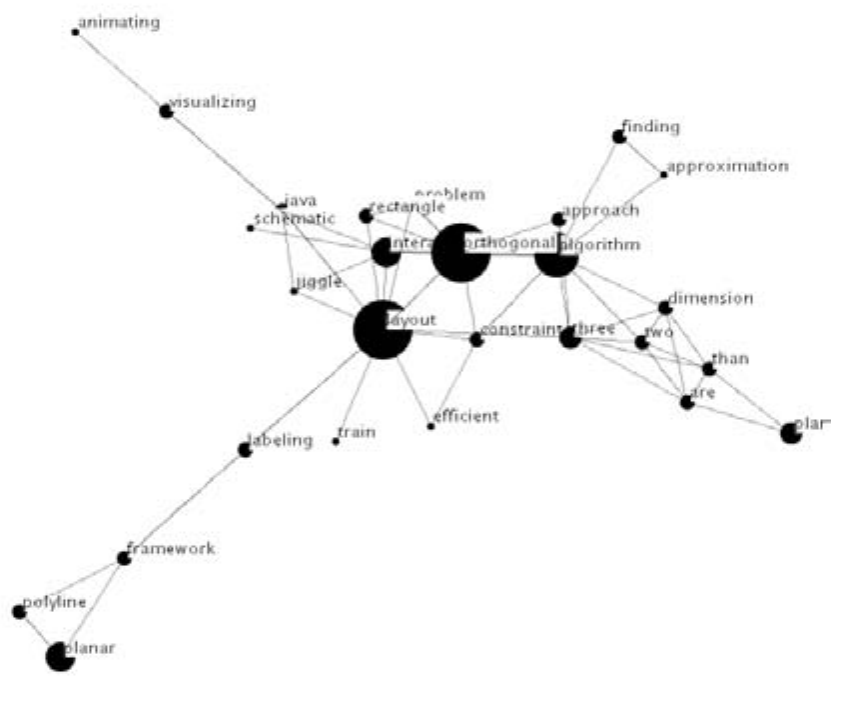 animating
visualizing
finding
approximation
java
problem
rectangle
schematic
approach
intera
orthogonal
algorithm
jiggle
dimension
layout
constraint
three
two
than
are
efficient
plan
train
labeling
framework
polyline
planar